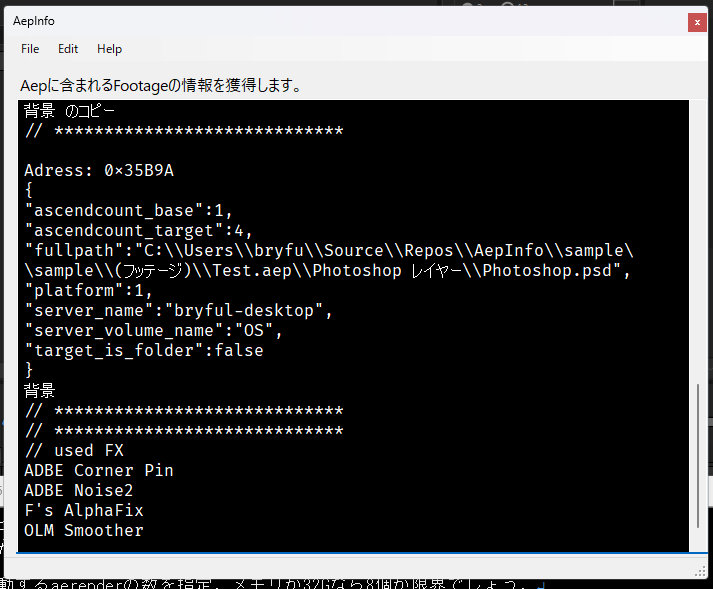 AepInfo
x
File Edit Help
Aepに含まれるFootageの情報を獲得します。
背景 のコピー
// *****************************

Adress: 0x35B9A
{
"ascendcount_base":1,
"ascendcount_target":4,
"fullpath":"C:\\Users\\bryfu\\Source\\Repos\\AepInfo\\sample\
\sample\\(フッテージ)\\Test.aep\\Photoshop レイヤー\\Photoshop.psd",
"platform":1,
"server_name":"bryful-desktop",
"server_volume_name":"OS",
"target_is_folder":false
}
背景
// *****************************
// *****************************
// used FX
ADBE Corner Pin
ADBE Noise2
F's AlphaFix
OLM Smoother
動するaerenderの数を指定。メモリが32Gなら8個が限界でしょう。